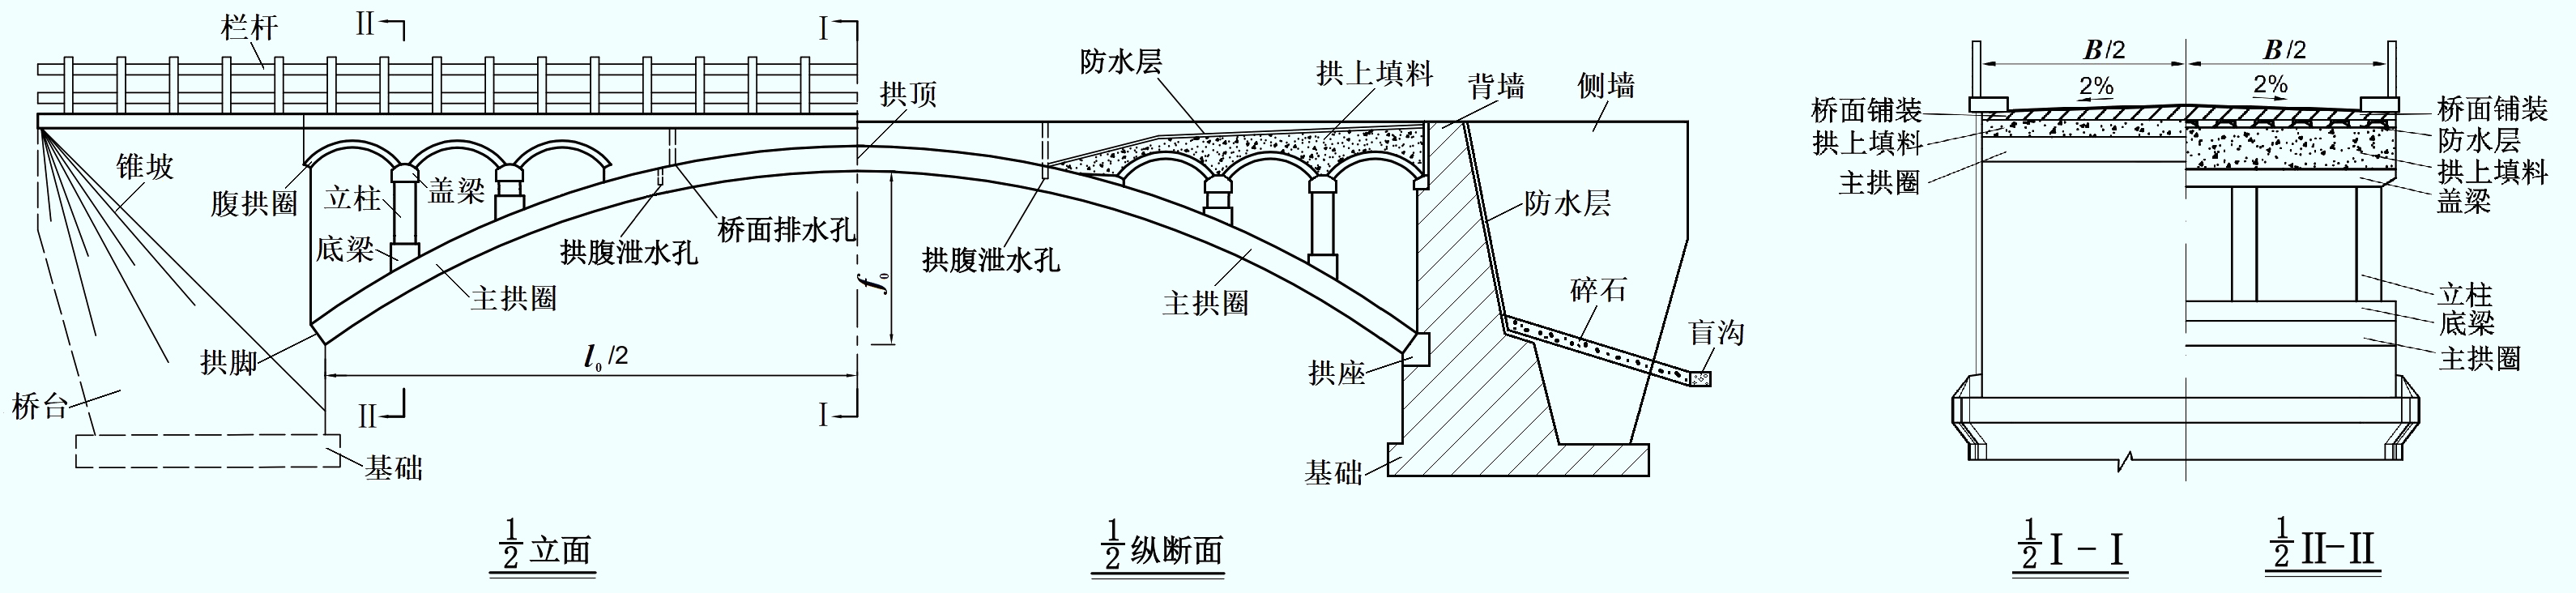 栏杆
II
I
锥坡
腹拱圈
立柱
盖梁
底梁
拱腹泄水孔
桥面排水孔
主拱圈
拱脚
桥台
基础
l₀/2
II
I
拱顶
f₀
防水层
拱上填料
背墙
侧墙
拱腹泄水孔
主拱圈
防水层
碎石
盲沟
拱座
基础
B/2
B/2
2%
2%
桥面铺装
拱上填料
主拱圈
桥面铺装
防水层
拱上填料
盖梁
立柱
底梁
主拱圈
1/2 立面
1/2 纵断面
1/2 I-I
1/2 II-II